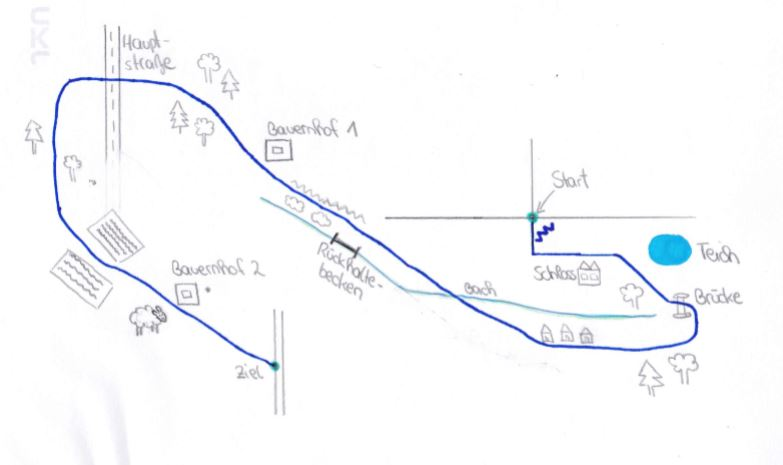 Haupt-
straße
Bauernhof 1
Start
Teich
Schloss
Rückhalte-
becken
Bach
Brücke
Bauernhof 2
Ziel